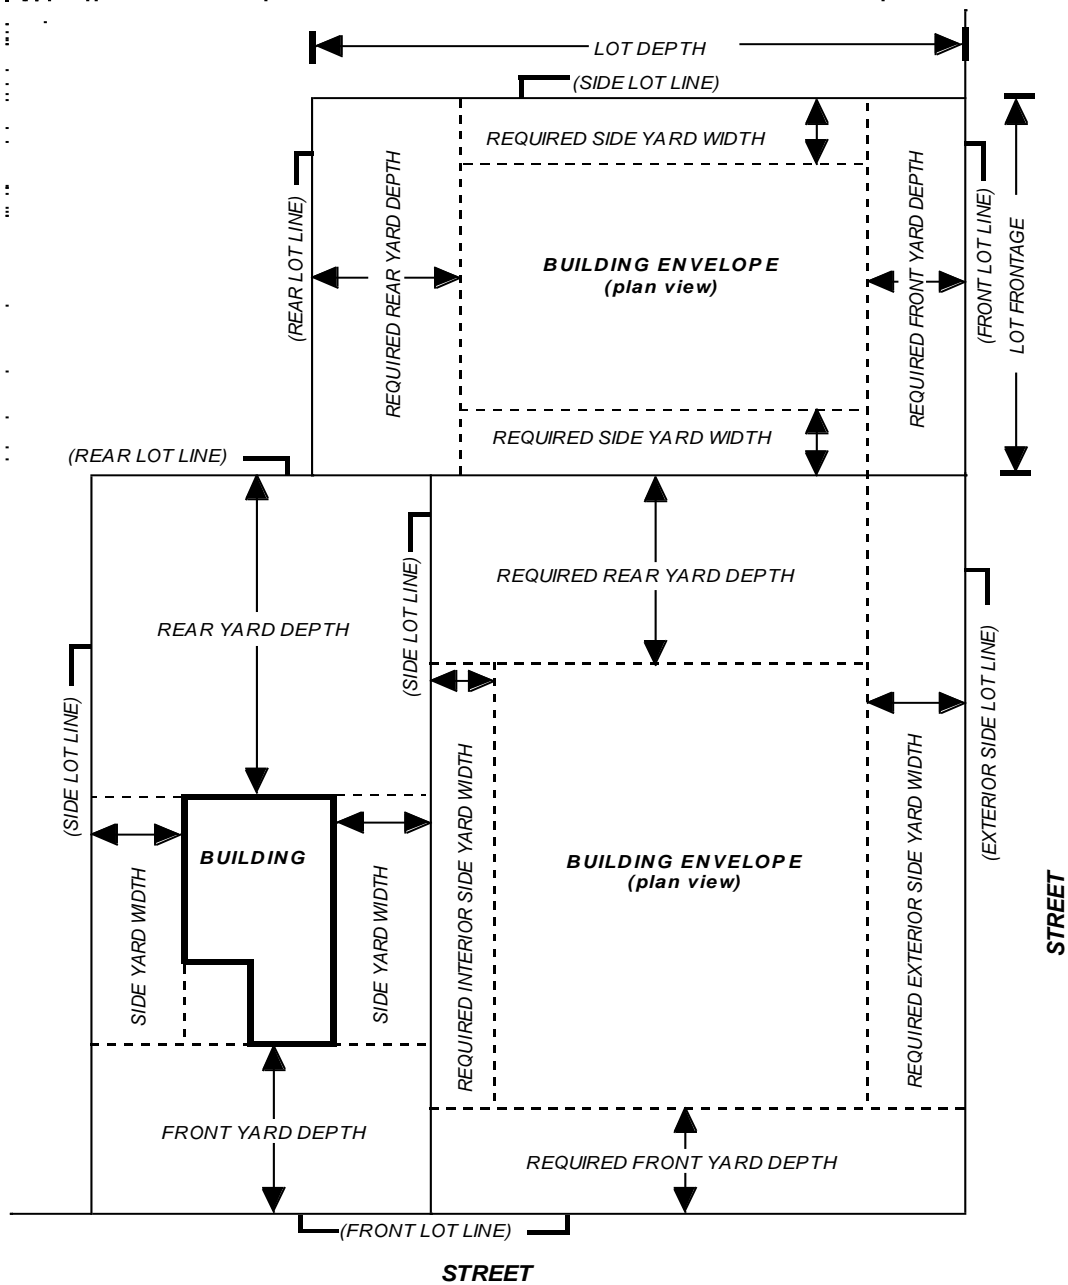 LOT DEPTH
(SIDE LOT LINE)
REQUIRED SIDE YARD WIDTH
(REAR LOT LINE)
REQUIRED REAR YARD DEPTH
BUILDING ENVELOPE
(plan view)
REQUIRED FRONT YARD DEPTH
(FRONT LOT LINE)
LOT FRONTAGE
REQUIRED SIDE YARD WIDTH
(REAR LOT LINE)
(SIDE LOT LINE)
REQUIRED REAR YARD DEPTH
REAR YARD DEPTH
(SIDE LOT LINE)
(EXTERIOR SIDE LOT LINE)
BUILDING
SIDE YARD WIDTH
SIDE YARD WIDTH
REQUIRED INTERIOR SIDE YARD WIDTH
BUILDING ENVELOPE
(plan view)
REQUIRED EXTERIOR SIDE YARD WIDTH
STREET
FRONT YARD DEPTH
REQUIRED FRONT YARD DEPTH
(FRONT LOT LINE)
STREET